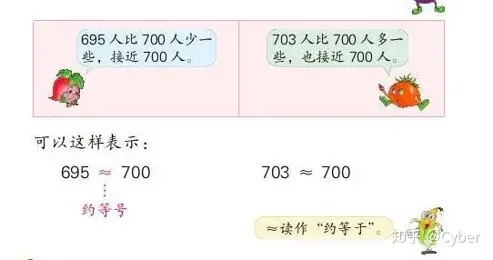 695 人比 700 人少一
些，接近 700 人。
703 人比 700 人多一
些，也接近 700 人。
可以这样表示：
695 ≈ 700
703 ≈ 700
约等号
≈读作“约等于”。
知乎 @Cyber